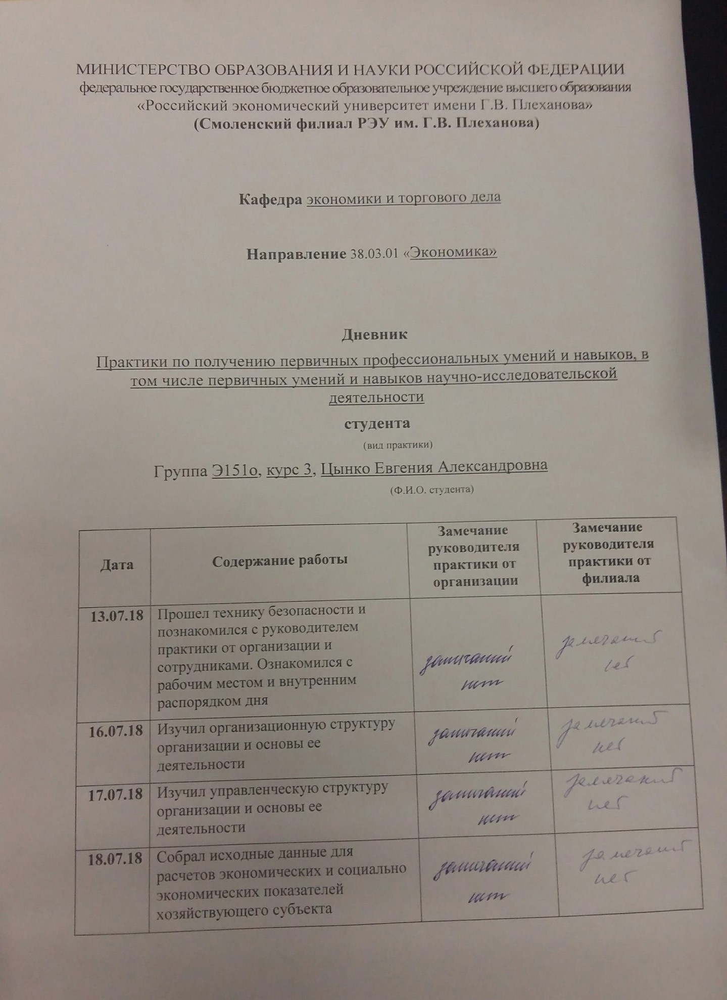 МИНИСТЕРСТВО ОБРАЗОВАНИЯ И НАУКИ РОССИЙСКОЙ ФЕДЕРАЦИИ
федеральное государственное бюджетное образовательное учреждение высшего образования
«Российский экономический университет имени Г.В. Плеханова»
(Смоленский филиал РЭУ им. Г.В. Плеханова)
Кафедра экономики и торгового дела
Направление 38.03.01 «Экономика»
Дневник
Практики по получению первичных профессиональных умений и навыков, в
том числе первичных умений и навыков научно-исследовательской
деятельности
студента
(вид практики)
Группа Э151о, курс 3, Цынко Евгения Александровна
(Ф.И.О. студента)
Дата
Содержание работы
Замечание
руководителя
практики от
организации
Замечание
руководителя
практики от
филиала
13.07.18
Прошел технику безопасности и
познакомился с руководителем
практики от организации и
сотрудниками. Ознакомился с
рабочим местом и внутренним
распорядком дня
замечаний
нет
замечаний
нет
16.07.18
Изучил организационную структуру
организации и основы ее
деятельности
замечаний
нет
замечаний
нет
17.07.18
Изучил управленческую структуру
организации и основы ее
деятельности
замечаний
нет
замечаний
нет
18.07.18
Собрал исходные данные для
расчетов экономических и социально
экономических показателей
хозяйствующего субъекта
замечаний
нет
замечаний
нет